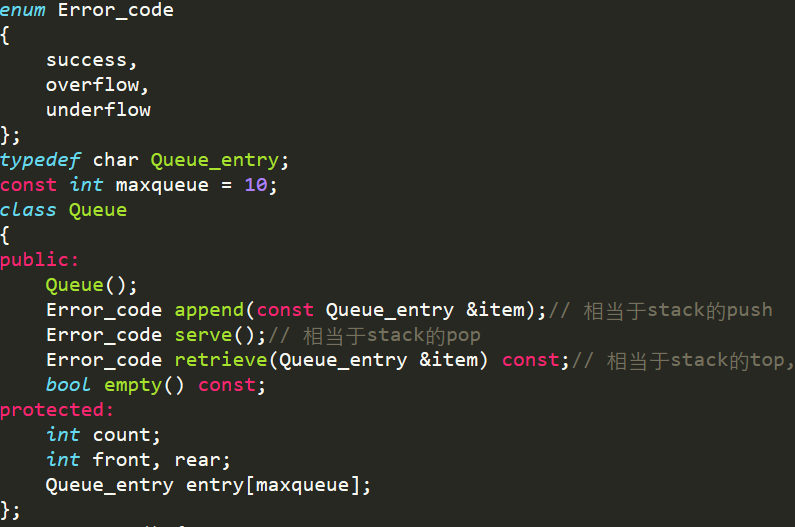 enum Error_code
{
    success,
    overflow,
    underflow
};
typedef char Queue_entry;
const int maxqueue = 10;
class Queue
{
public:
    Queue();
    Error_code append(const Queue_entry &item);// 相当于stack的push
    Error_code serve();// 相当于stack的pop
    Error_code retrieve(Queue_entry &item) const;// 相当于stack的top,
    bool empty() const;
protected:
    int count;
    int front, rear;
    Queue_entry entry[maxqueue];
};